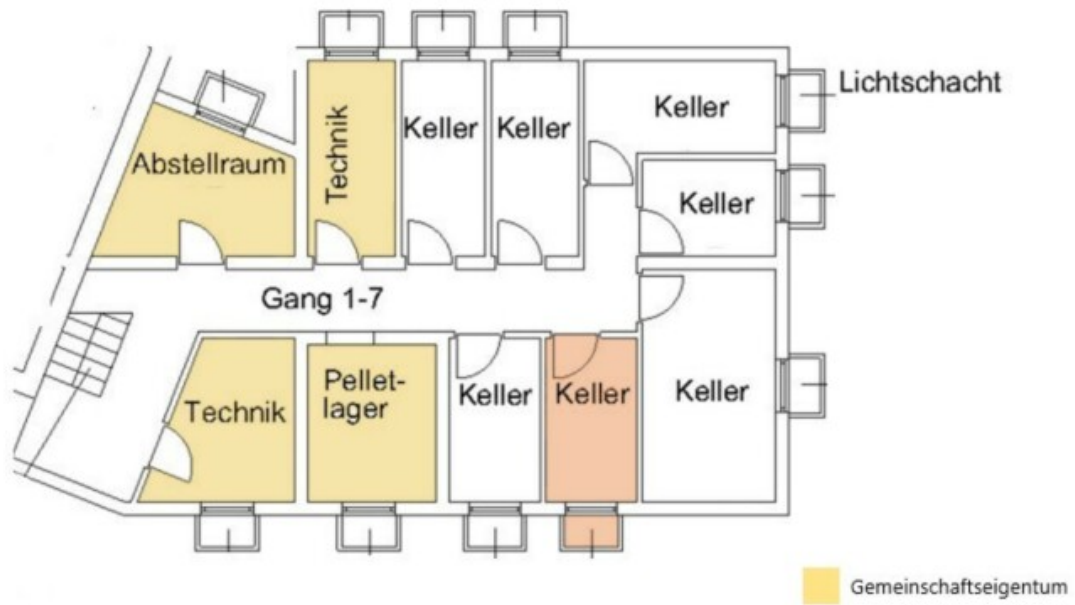 Lichtschacht
Keller
Technik
Keller
Keller
Abstellraum
Keller
Gang 1-7
Pellet-
lager
Technik
Keller
Keller
Keller
Gemeinschaftseigentum